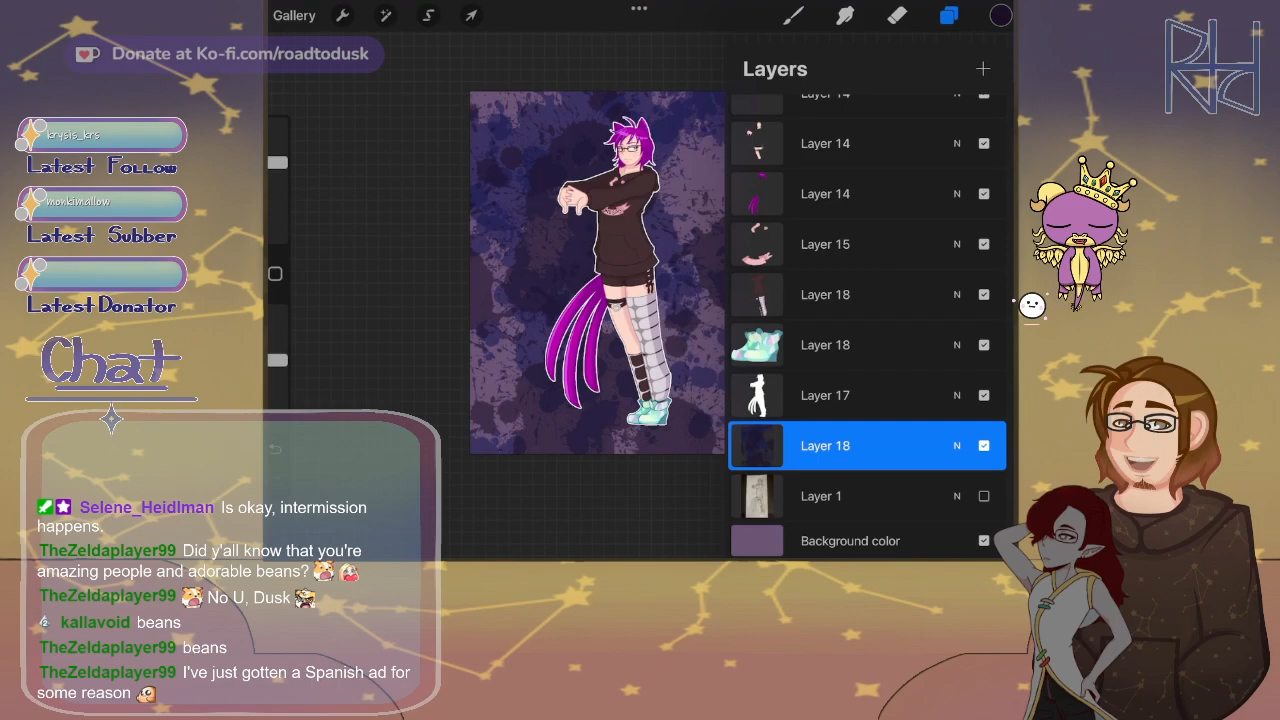 Gallery
Donate at Ko-fi.com/roadtodusk
Layers
krysis_krs
Latest Follow
monkimallow
Latest Subber
Latest Donator
Chat
Layer 14
Layer 14 N
Layer 14 N
Layer 15 N
Layer 18 N
Layer 18 N
Layer 17 N
Layer 18 N
Layer 1 N
Background color
Selene_Heidlman Is okay, intermission
happens.
TheZeldaplayer99 Did y'all know that you're
amazing people and adorable beans?
TheZeldaplayer99 No U, Dusk
kallavoid beans
TheZeldaplayer99 beans
TheZeldaplayer99 I've just gotten a Spanish ad for
some reason